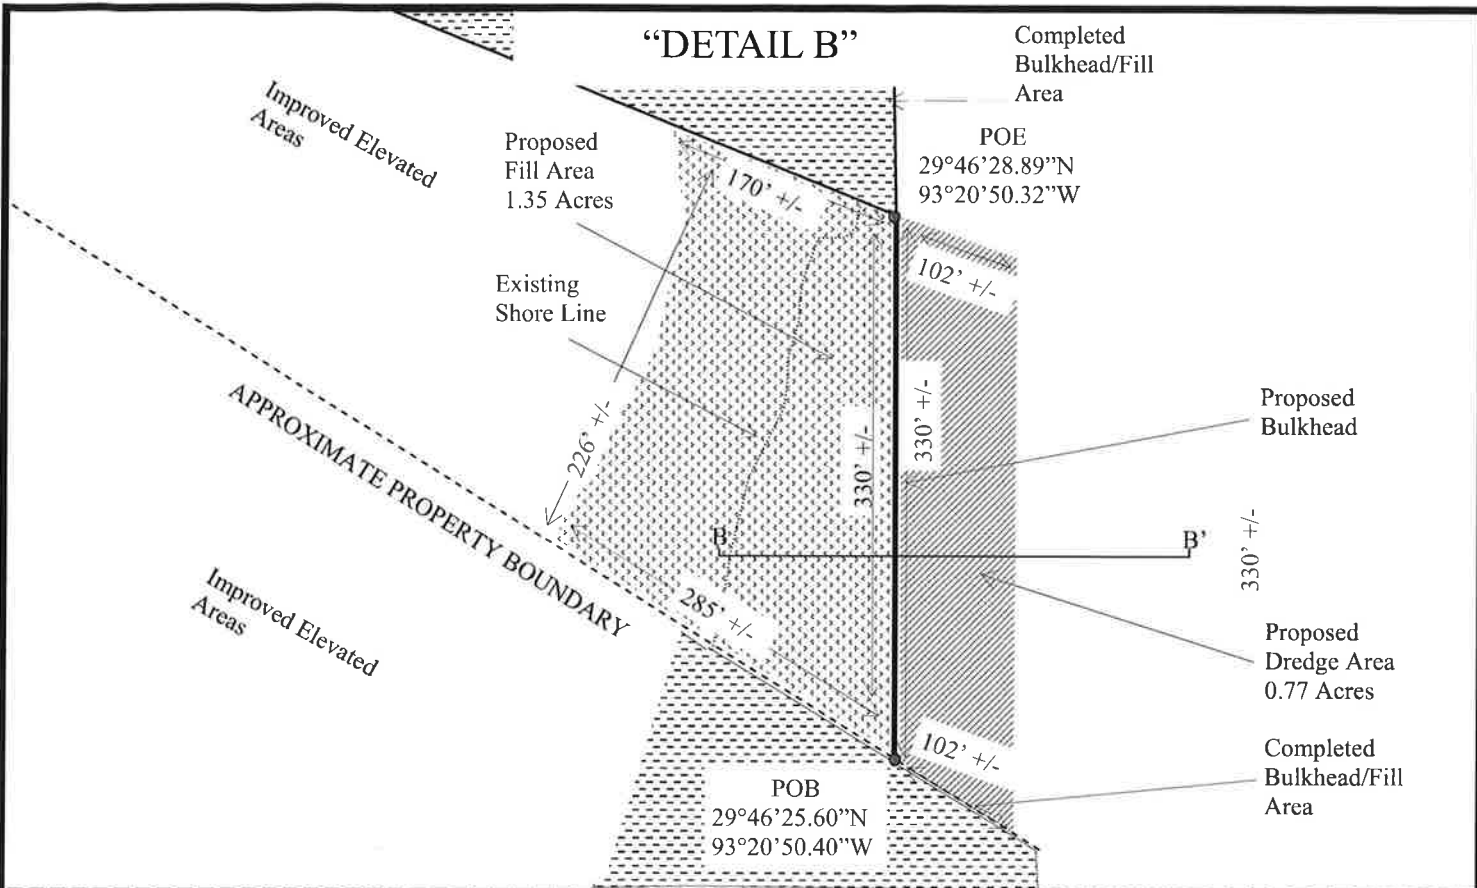 “DETAIL B”
Completed
Bulkhead/Fill
Area
Improved Elevated
Areas
Proposed
Fill Area
1.35 Acres
POE
29°46’28.89”N
93°20’50.32”W
170’ +/-
102’ +/-
Existing
Shore Line
226’ +/-
330’ +/-
330’ +/-
Proposed
Bulkhead
APPROXIMATE PROPERTY BOUNDARY
B
B’
330’ +/-
Improved Elevated
Areas
285’ +/-
Proposed
Dredge Area
0.77 Acres
102’ +/-
Completed
Bulkhead/Fill
Area
POB
29°46’25.60”N
93°20’50.40”W